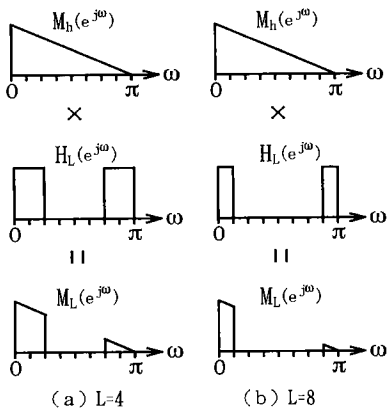 M_h(e^{jω}) M_h(e^{jω})
0 π ω 0 π ω
× ×
H_L(e^{jω}) H_L(e^{jω})
0 π ω 0 π ω
= =
M_L(e^{jω}) M_L(e^{jω})
0 π ω 0 π ω
(a) L=4 (b) L=8